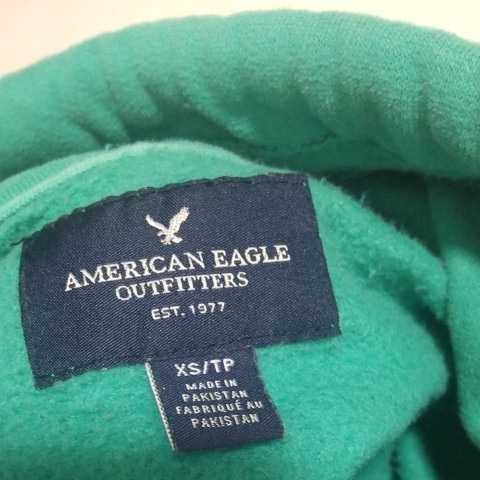 AMERICAN EAGLE
OUTFITTERS
EST. 1977
XS/TP
MADE IN
PAKISTAN
FABRIQUÉ AU
PAKISTAN